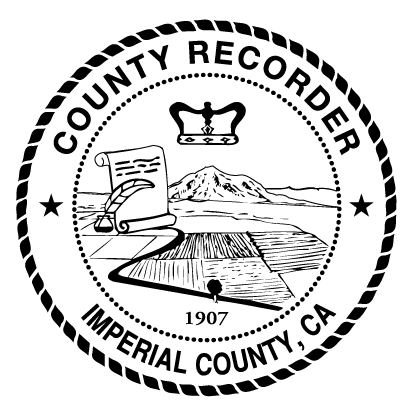 COUNTY RECORDER
1907
IMPERIAL COUNTY, CA